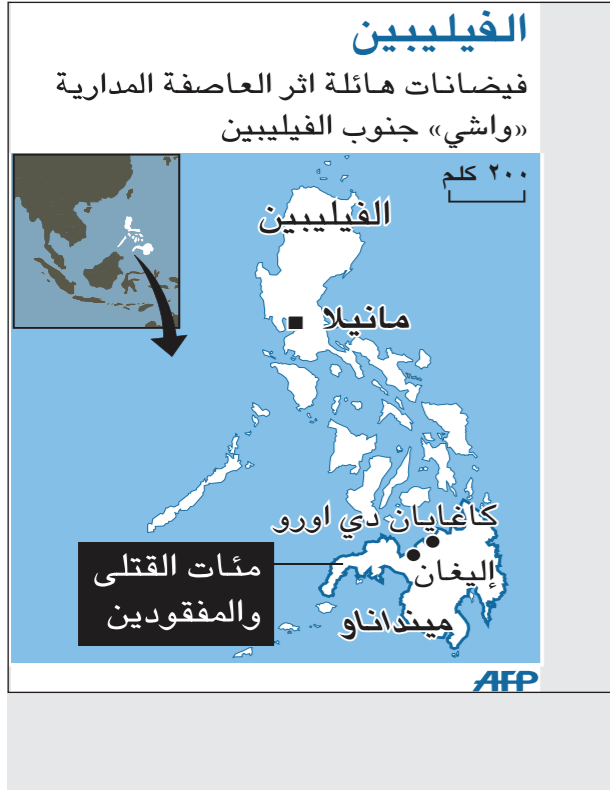 الفيليبين
فيضانات هائلة اثر العاصفة المدارية
«واشي» جنوب الفيليبين
٢٠٠ كلم
الفيليبين
مانيلا
كاغايان دي اورو
إليغان
مئات القتلى
والمفقودين
مينداناو
AFP